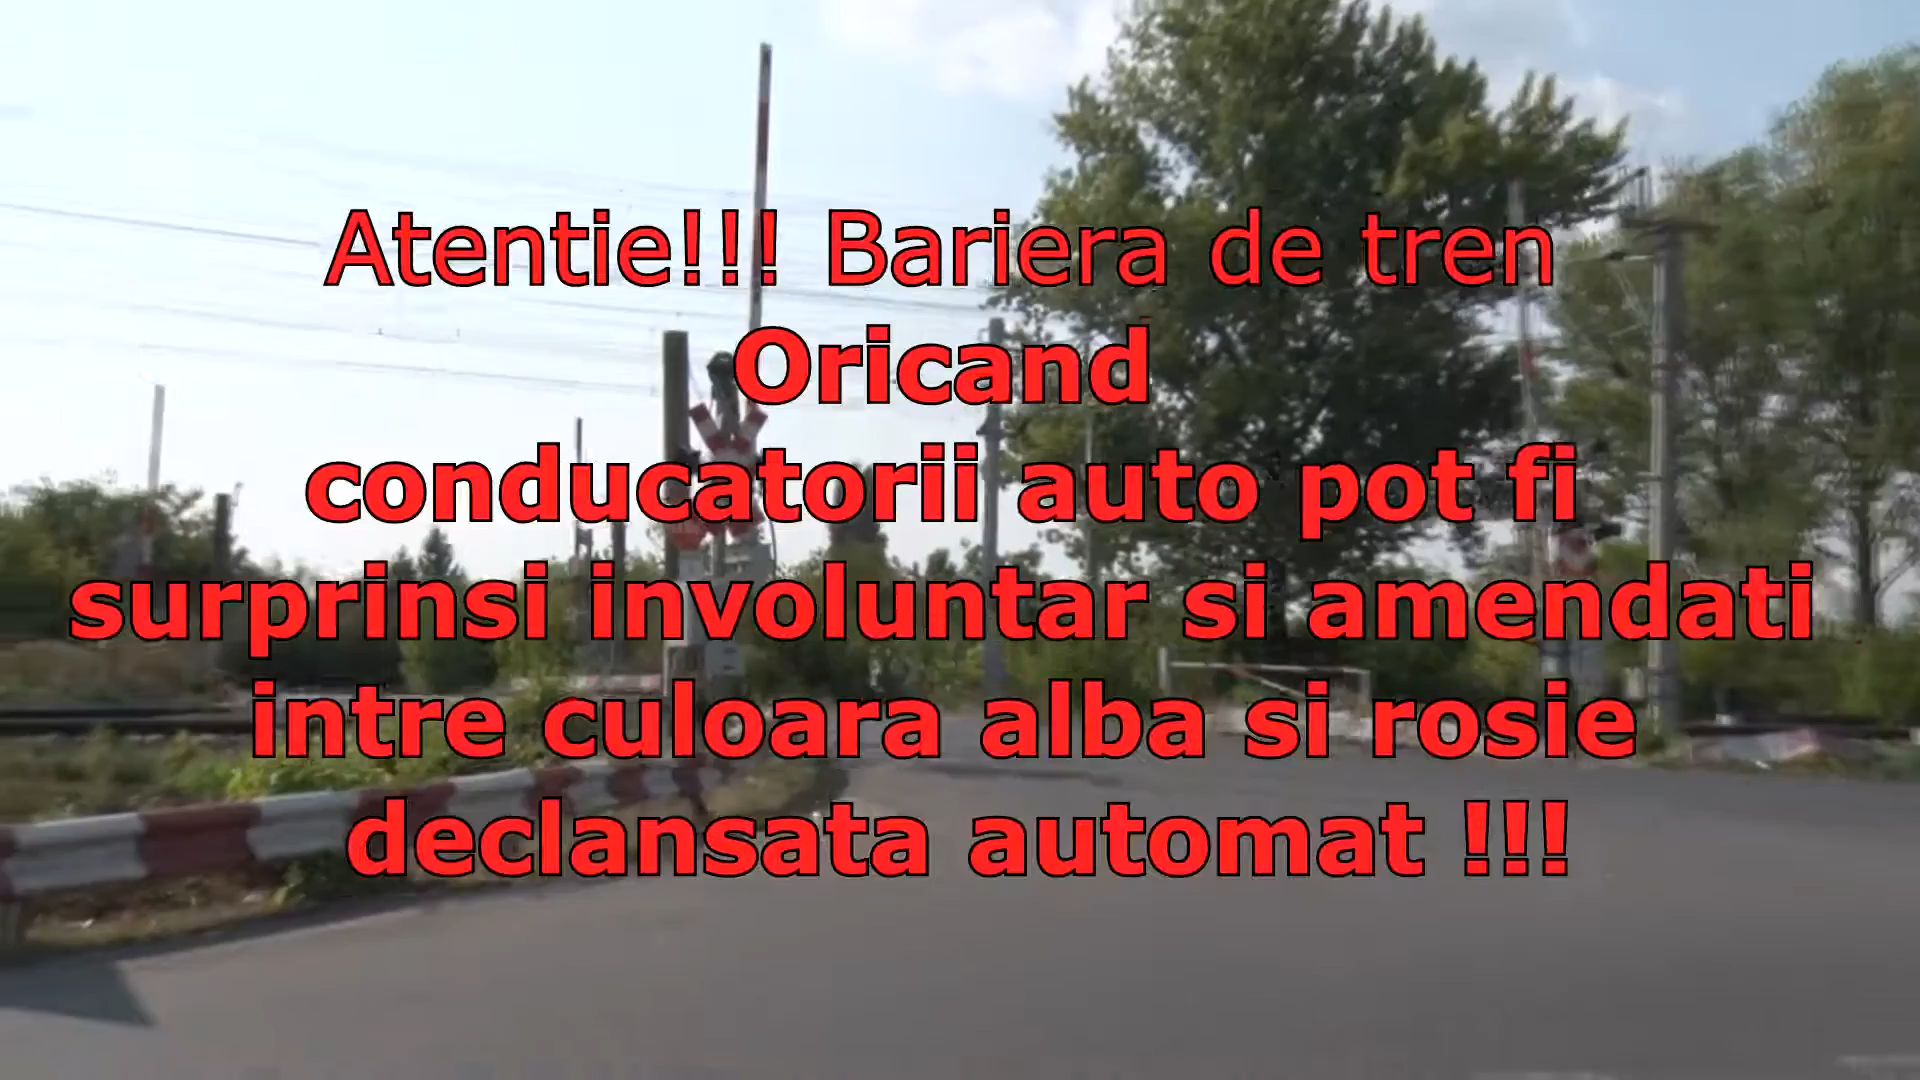 Atentie!!! Bariera de tren
Oricand
conducatorii auto pot fi
surprinsi involuntar si amendati
intre culoara alba si rosie
declansata automat !!!